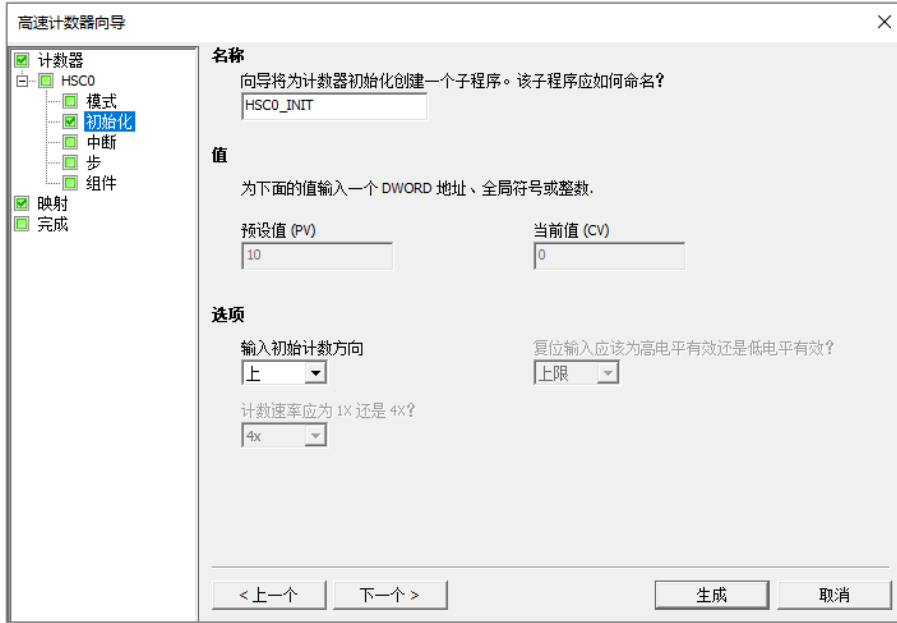 高速计数器向导
计数器
HSC0
模式
初始化
中断
步
组件
映射
完成
名称
向导将为计数器初始化创建一个子程序。该子程序应如何命名?
HSC0_INIT
值
为下面的值输入一个 DWORD 地址、全局符号或整数.
预设值 (PV)
当前值 (CV)
10
0
选项
输入初始计数方向
复位输入应该为高电平有效还是低电平有效?
上
上限
计数速率应为 1X 还是 4X?
4x
< 上一个
下一个 >
生成
取消